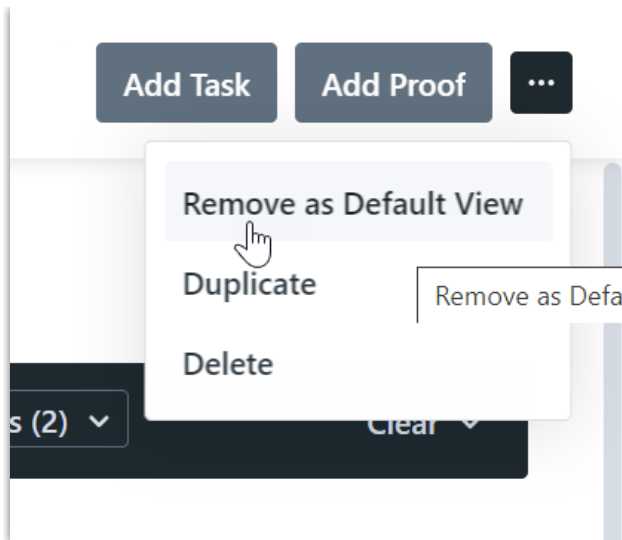 Add Task Add Proof ...
Remove as Default View
Duplicate
Remove as Defa
Delete
s (2) Clear